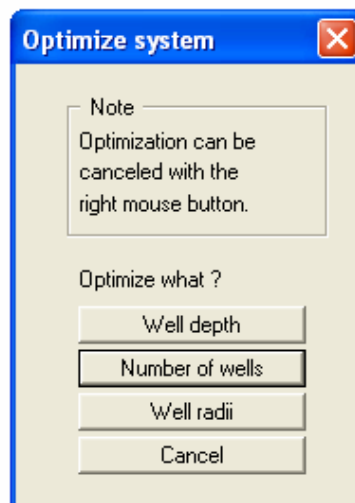 Optimize system
Note
Optimization can be
canceled with the
right mouse button.
Optimize what ?
Well depth
Number of wells
Well radii
Cancel